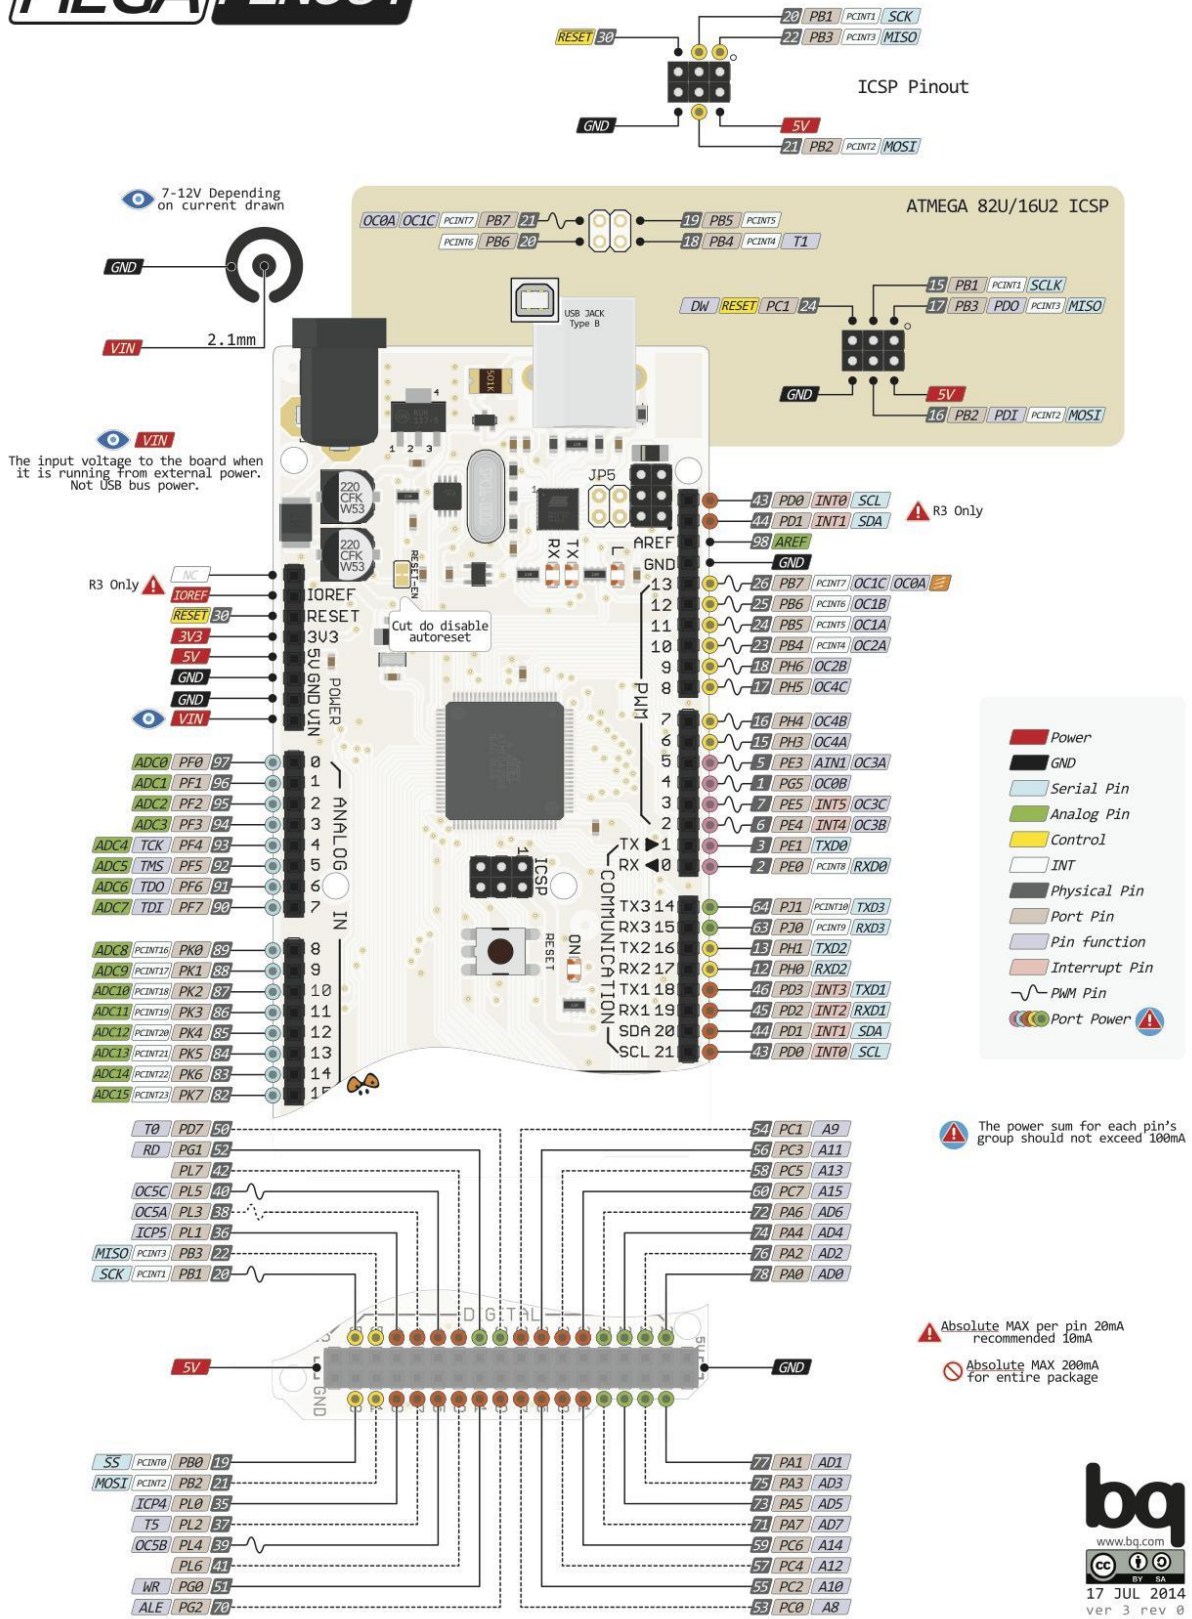 MEGA PINOUT
RESET 30
20 PB1 PCINT1 SCK
22 PB3 PCINT3 MISO
ICSP Pinout
GND
5V
21 PB2 PCINT2 MOSI
7-12V Depending
on current drawn
GND
VIN
2.1mm
ATMEGA 82U/16U2 ICSP
OC0A OC1C PCINT7 PB7 21
19 PB5 PCINT5
PCINT6 PB6 20
18 PB4 PCINT4 T1
15 PB1 PCINT1 SCLK
DW RESET PC1 24
17 PB3 PDO PCINT3 MISO
GND
5V
16 PB2 PDI PCINT2 MOSI
USB JACK
Type B
VIN
The input voltage to the board when
it is running from external power.
Not USB bus power.
4
1 2 3
501K
220
CFK
W53
220
CFK
W53
JP5
1
RX
TX
L
RESET-EN
Cut do disable
autoreset
R3 Only
NC
IOREF IOREF
RESET 30 RESET
3V3 3V3
5V 5V
GND GND
GND
VIN VIN
POWER
ADC0 PF0 97 0
ADC1 PF1 96 1
ADC2 PF2 95 2
ADC3 PF3 94 3
ADC4 TCK PF4 93 4
ADC5 TMS PF5 92 5
ADC6 TDO PF6 91 6
ADC7 TDI PF7 90 7
ANALOG IN
ADC8 PCINT16 PK0 89 8
ADC9 PCINT17 PK1 88 9
ADC10 PCINT18 PK2 87 10
ADC11 PCINT19 PK3 86 11
ADC12 PCINT20 PK4 85 12
ADC13 PCINT21 PK5 84 13
ADC14 PCINT22 PK6 83 14
ADC15 PCINT23 PK7 82
1
ICSP
RESET
ON
43 PD0 INT0 SCL
44 PD1 INT1 SDA
R3 Only
AREF 98 AREF
GND GND
13 26 PB7 PCINT7 OC1C OC0A
12 25 PB6 PCINT6 OC1B
11 24 PB5 PCINT5 OC1A
10 23 PB4 PCINT4 OC2A
9 18 PH6 OC2B
8 17 PH5 OC4C
PWM
7 16 PH4 OC4B
6 15 PH3 OC4A
5 5 PE3 AIN1 OC3A
4 1 PG5 OC0B
3 7 PE5 INT5 OC3C
2 6 PE4 INT4 OC3B
TX 1 3 PE1 TXD0
RX 0 2 PE0 PCINT8 RXD0
COMMUNICATION
TX3 14 64 PJ1 PCINT10 TXD3
RX3 15 63 PJ0 PCINT9 RXD3
TX2 16 13 PH1 TXD2
RX2 17 12 PH0 RXD2
TX1 18 46 PD3 INT3 TXD1
RX1 19 45 PD2 INT2 RXD1
SDA 20 44 PD1 INT1 SDA
SCL 21 43 PD0 INT0 SCL
Power
GND
Serial Pin
Analog Pin
Control
INT
Physical Pin
Port Pin
Pin function
Interrupt Pin
PWM Pin
Port Power
The power sum for each pin's
group should not exceed 100mA
T0 PD7 50
RD PG1 52
PL7 42
OC5C PL5 40
OC5A PL3 38
ICP5 PL1 36
MISO PCINT3 PB3 22
SCK PCINT1 PB1 20
54 PC1 A9
56 PC3 A11
58 PC5 A13
60 PC7 A15
72 PA6 AD6
74 PA4 AD4
76 PA2 AD2
78 PA0 AD0
DIGITAL
5V
GND
5V
GND
Absolute MAX per pin 20mA
recommended 10mA
Absolute MAX 200mA
for entire package
SS PCINT0 PB0 19
MOSI PCINT2 PB2 21
ICP4 PL0 35
T5 PL2 37
OC5B PL4 39
PL6 41
WR PG0 51
ALE PG2 70
77 PA1 AD1
75 PA3 AD3
73 PA5 AD5
71 PA7 AD7
59 PC6 A14
57 PC4 A12
55 PC2 A10
53 PC0 A8
bq
www.bq.com
cc
BY SA
17 JUL 2014
ver 3 rev 0